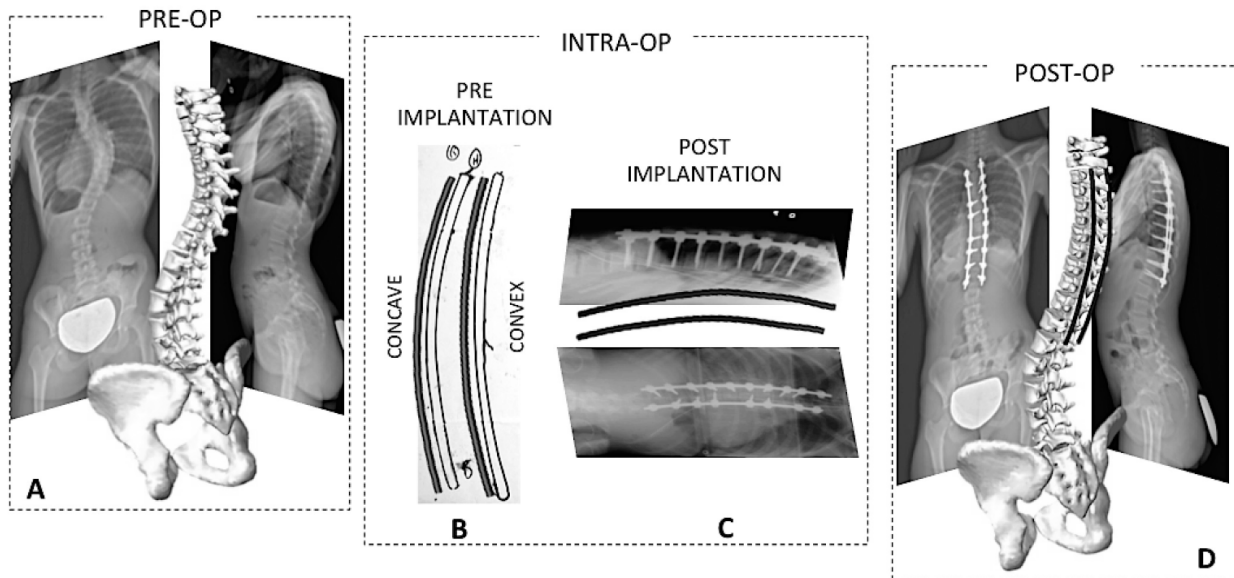 PRE-OP
A
INTRA-OP
PRE
IMPLANTATION
CONCAVE
CONVEX
B
POST
IMPLANTATION
C
POST-OP
D